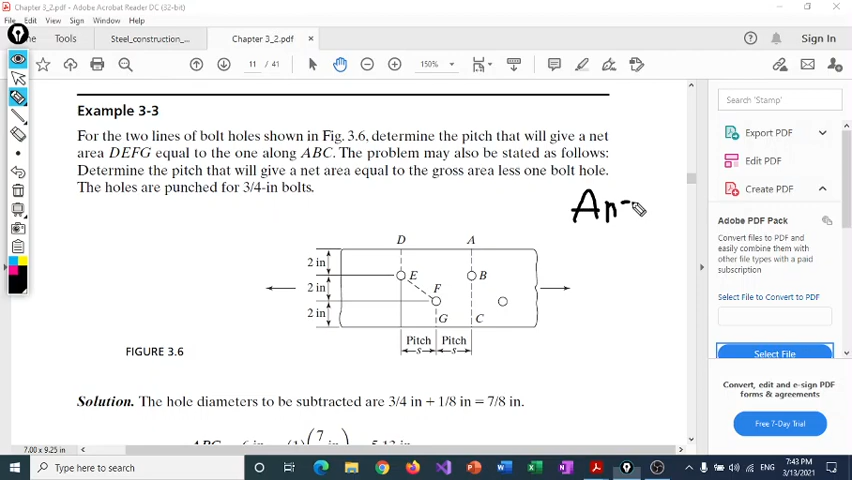 Chapter 3_2.pdf - Adobe Acrobat Reader DC (32-bit)
File Edit View Sign Window Help
Tools Steel_construction_... Chapter 3_2.pdf × Sign In
11 / 41 150%
Example 3-3
For the two lines of bolt holes shown in Fig. 3.6, determine the pitch that will give a net
area DEFG equal to the one along ABC. The problem may also be stated as follows:
Determine the pitch that will give a net area equal to the gross area less one bolt hole.
The holes are punched for 3/4-in bolts.
An=
D A
2 in
E B
2 in
F
2 in
G C
Pitch Pitch
s s
FIGURE 3.6
Solution. The hole diameters to be subtracted are 3/4 in + 1/8 in = 7/8 in.
7.00 x 9.25 in
Search 'Stamp'
Export PDF
Edit PDF
Create PDF
Adobe PDF Pack
Convert files to PDF and
easily combine them with
other file types with a paid
subscription.
Select File to Convert to PDF
Select File
Convert, edit and e-sign PDF
forms & agreements
Free 7-Day Trial
Type here to search
ENG
7:43 PM
3/13/2021